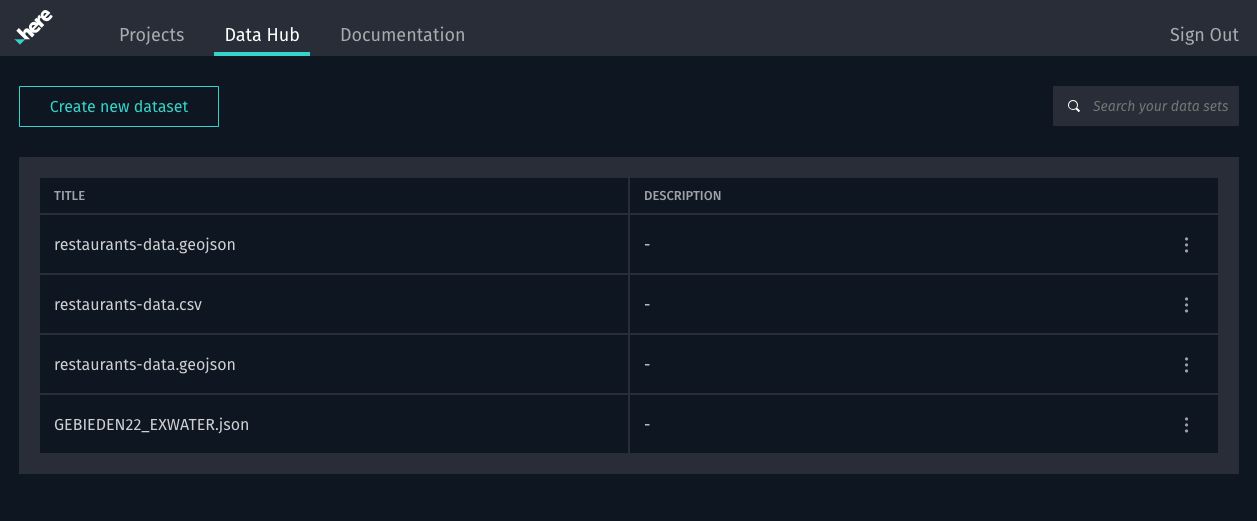 here
Projects
Data Hub
Documentation
Sign Out
Create new dataset
Search your data sets
TITLE
DESCRIPTION
restaurants-data.geojson
-
restaurants-data.csv
-
restaurants-data.geojson
-
GEBIEDEN22_EXWATER.json
-